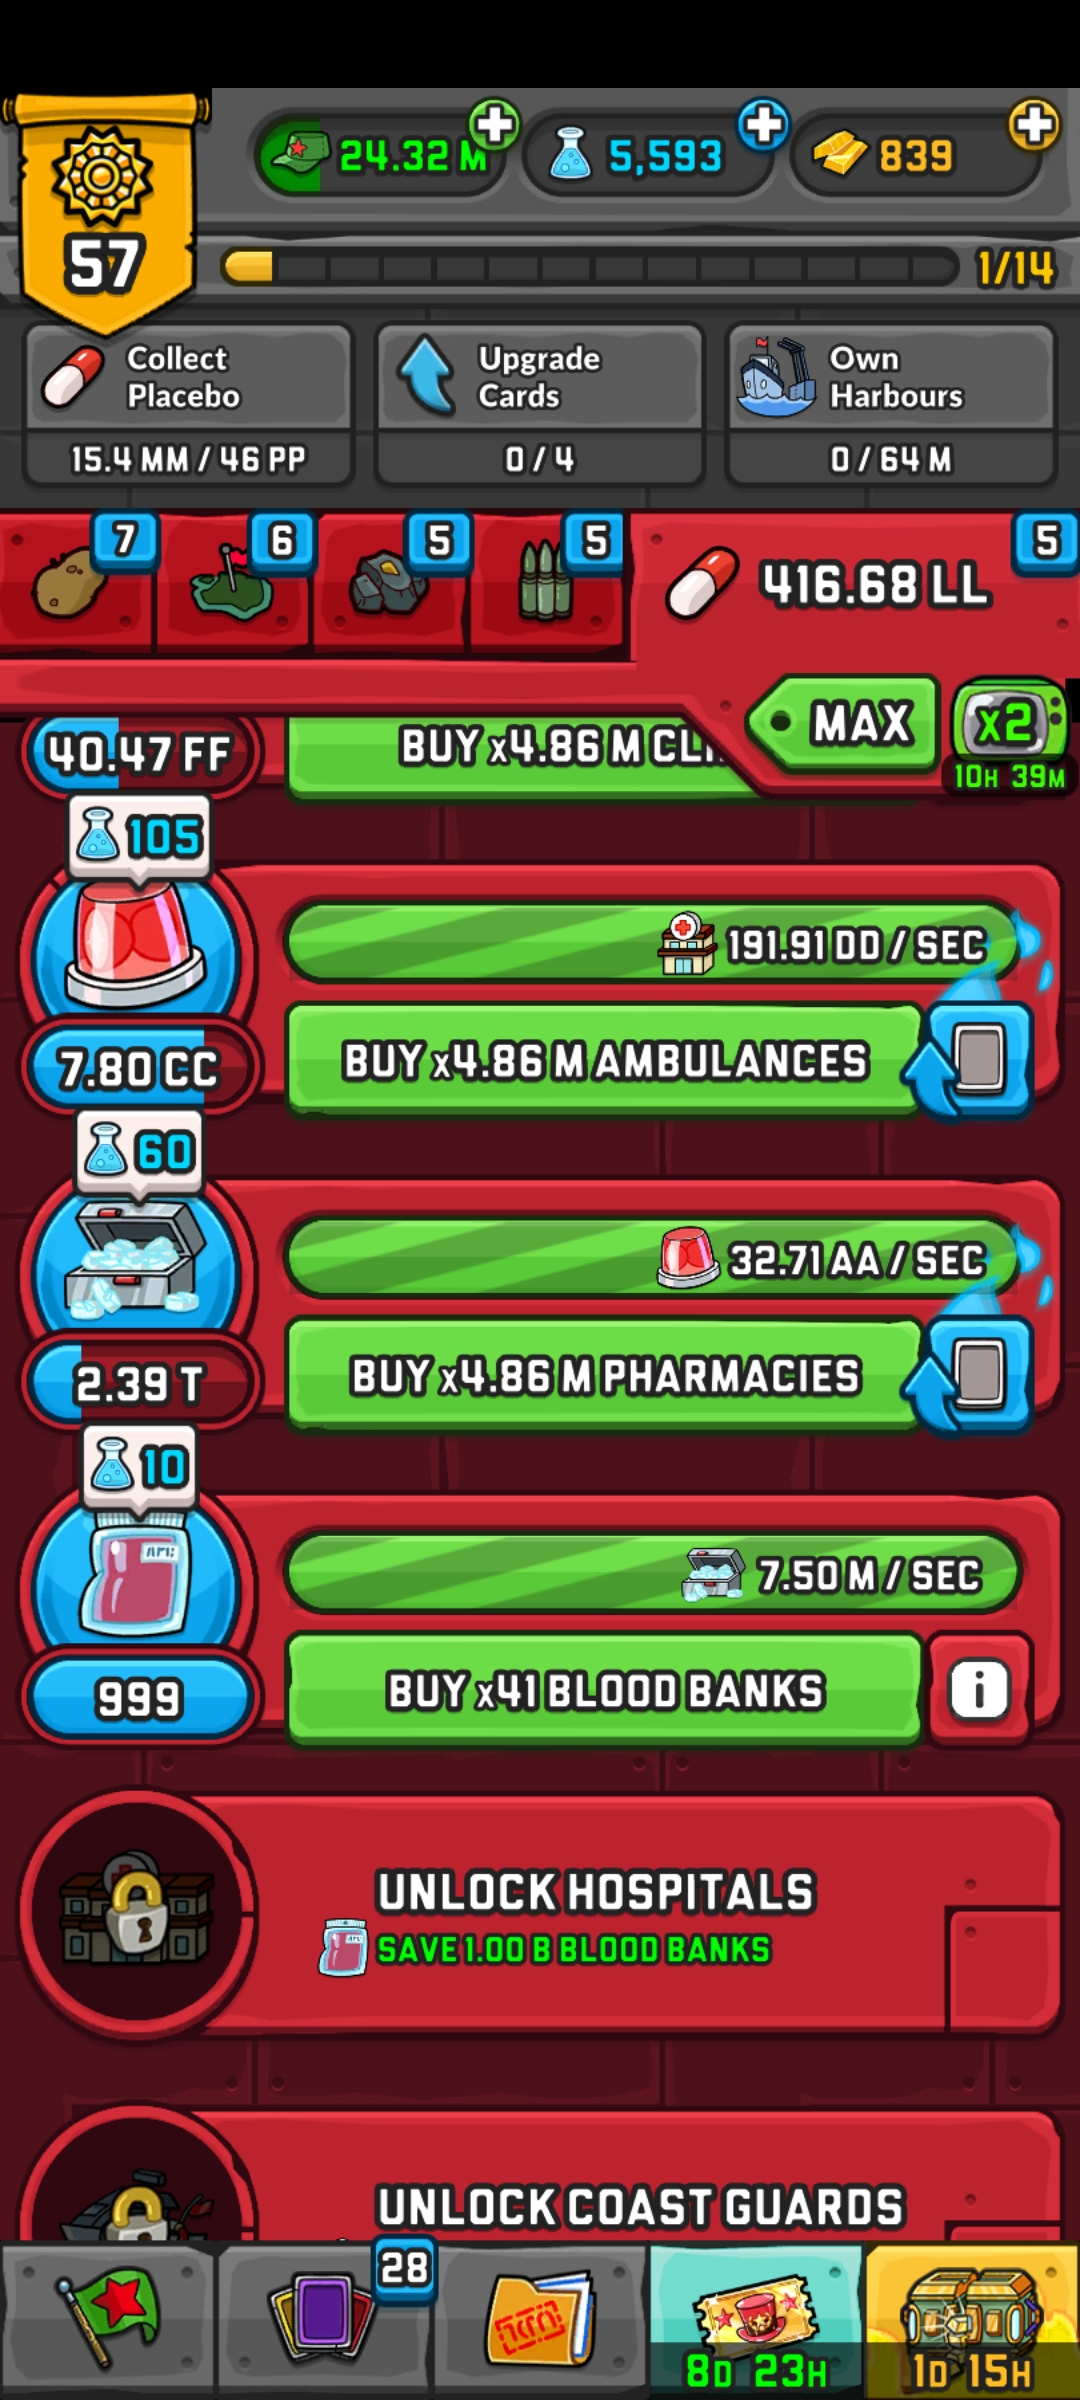 24.32 M
5,593
839
57
1/14
Collect
Placebo
Upgrade
Cards
Own
Harbours
15.4 MM / 46 PP
0 / 4
0 / 64 M
7
6
5
5
5
416.68 LL
MAX
x2
10H 39M
40.47 FF
BUY x4.86 M CLI...
105
191.91 DD / SEC
7.80 CC
BUY x4.86 M AMBULANCES
60
32.71 AA / SEC
2.39 T
BUY x4.86 M PHARMACIES
10
7.50 M / SEC
999
BUY x41 BLOOD BANKS
i
UNLOCK HOSPITALS
SAVE 1.00 B BLOOD BANKS
UNLOCK COAST GUARDS
28
8D 23H
1D 15H